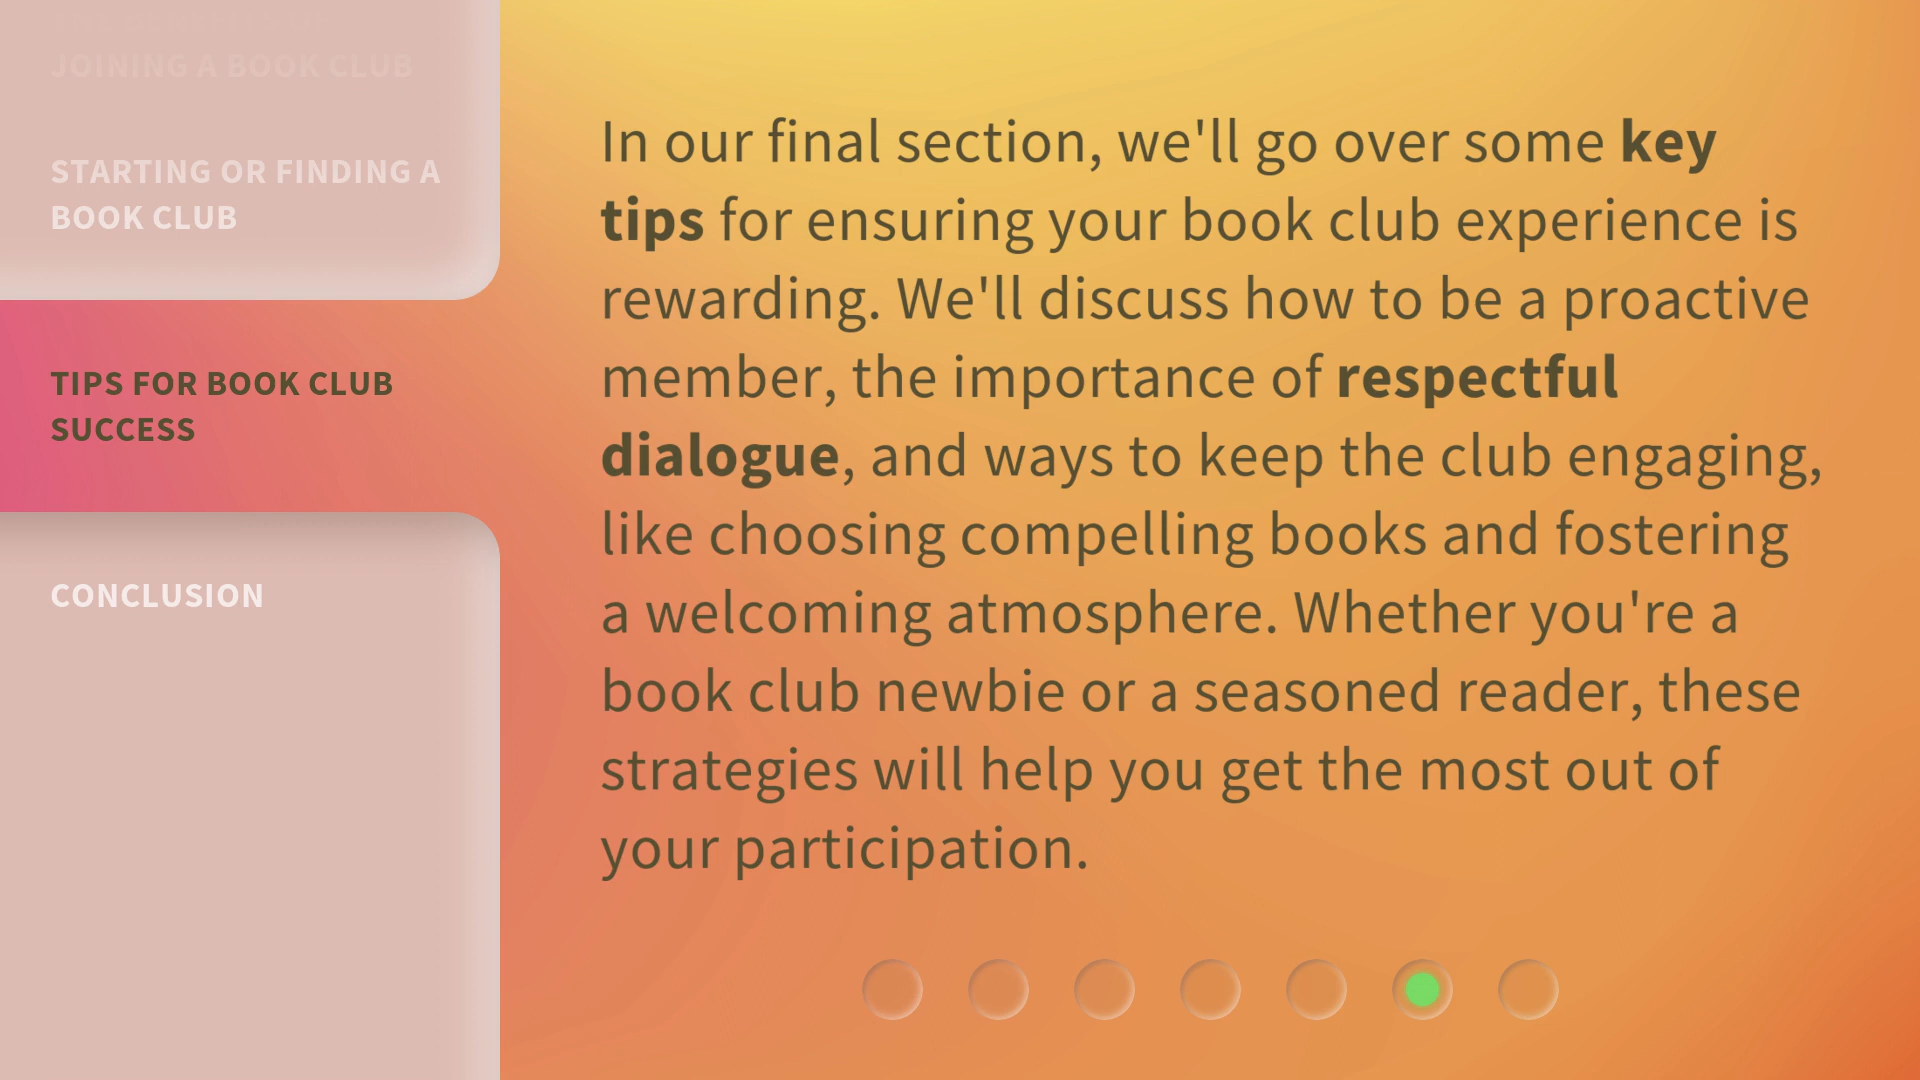 THE BENEFITS OF
JOINING A BOOK CLUB
STARTING OR FINDING A
BOOK CLUB
TIPS FOR BOOK CLUB
SUCCESS
CONCLUSION
In our final section, we'll go over some key
tips for ensuring your book club experience is
rewarding. We'll discuss how to be a proactive
member, the importance of respectful
dialogue, and ways to keep the club engaging,
like choosing compelling books and fostering
a welcoming atmosphere. Whether you're a
book club newbie or a seasoned reader, these
strategies will help you get the most out of
your participation.